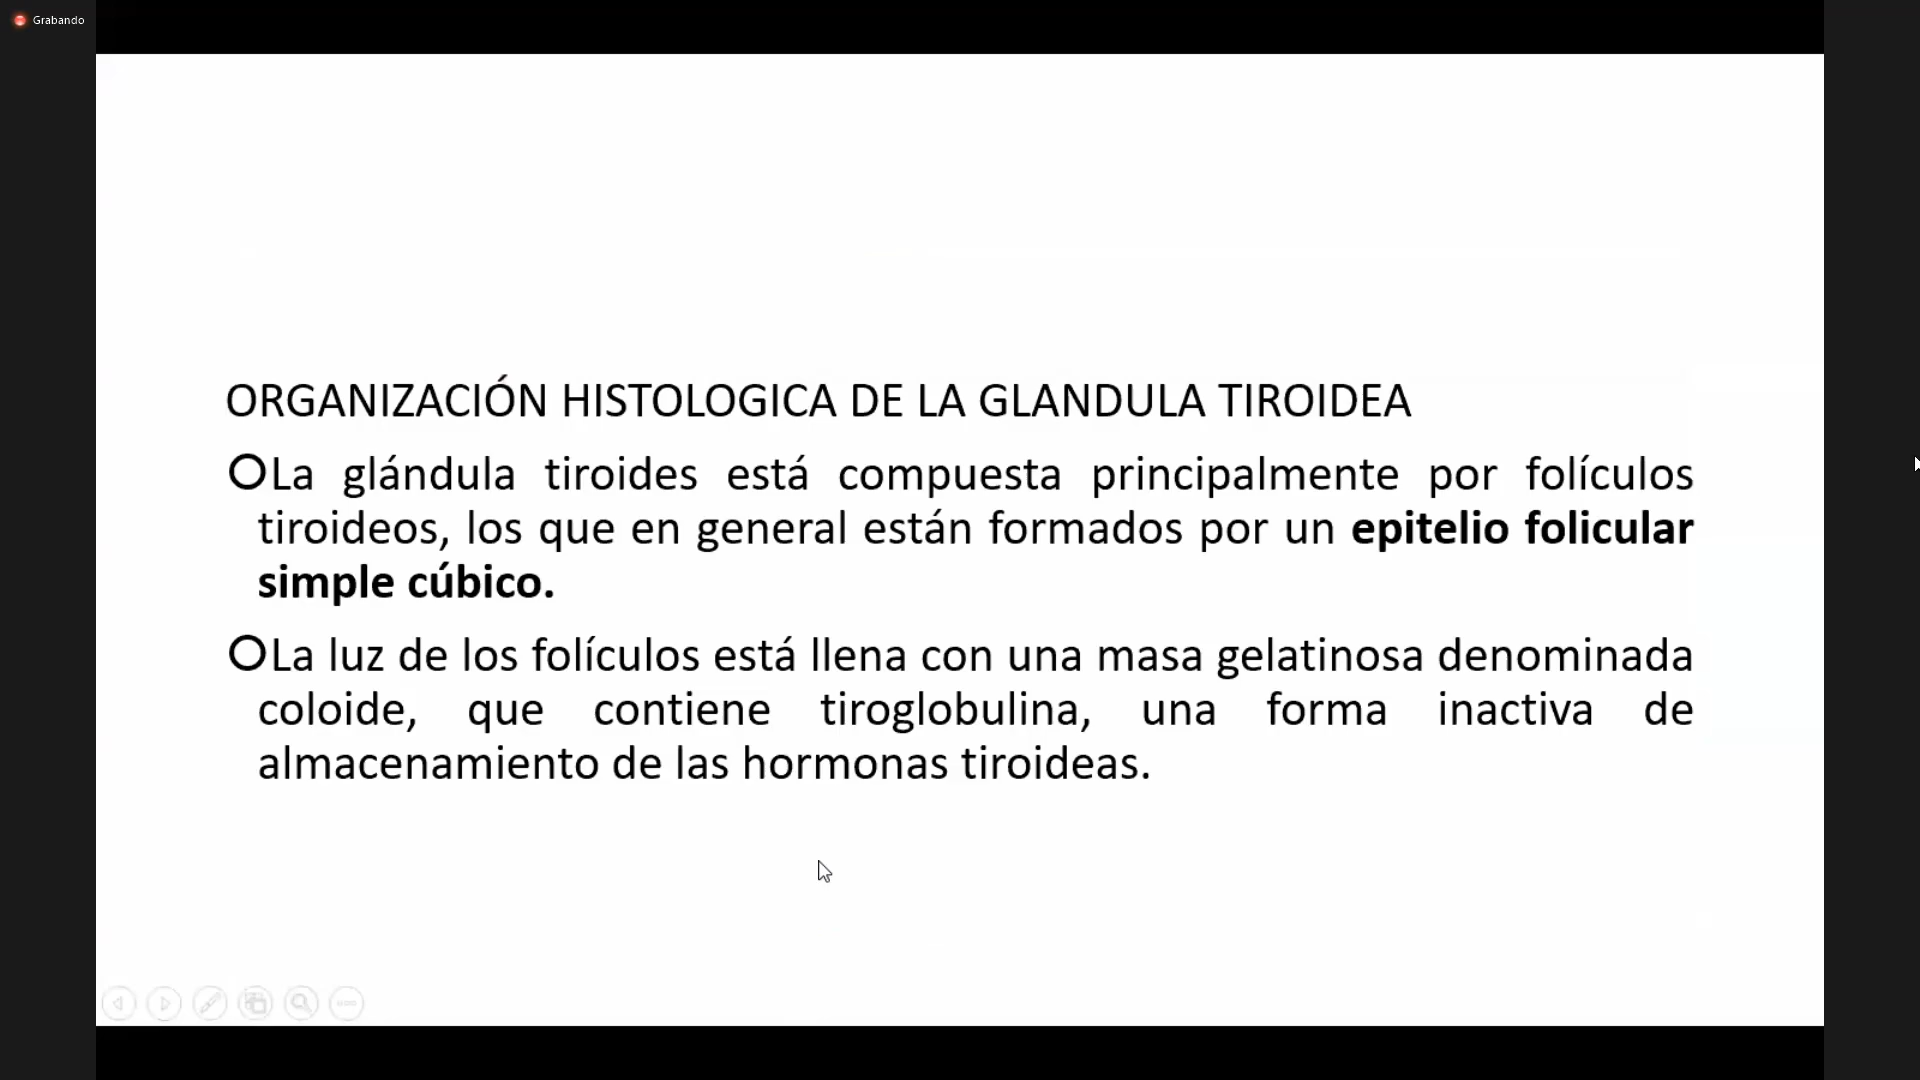 Grabando
ORGANIZACIÓN HISTOLOGICA DE LA GLANDULA TIROIDEA
La glándula tiroides está compuesta principalmente por folículos
tiroideos, los que en general están formados por un epitelio folicular
simple cúbico.
La luz de los folículos está llena con una masa gelatinosa denominada
coloide, que contiene tiroglobulina, una forma inactiva de
almacenamiento de las hormonas tiroideas.